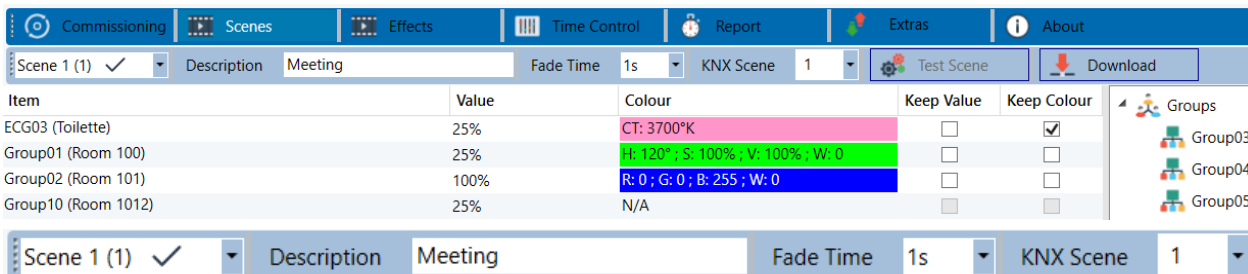 Commissioning Scenes Effects Time Control Report Extras About
Scene 1 (1) Description Meeting Fade Time 1s KNX Scene 1 Test Scene Download
Item Value Colour Keep Value Keep Colour Groups
ECG03 (Toilette) 25% CT: 3700°K Group03
Group01 (Room 100) 25% H: 120° ; S: 100% ; V: 100% ; W: 0
Group02 (Room 101) 100% R: 0 ; G: 0 ; B: 255 ; W: 0 Group04
Group10 (Room 1012) 25% N/A Group05
Scene 1 (1) Description Meeting Fade Time 1s KNX Scene 1